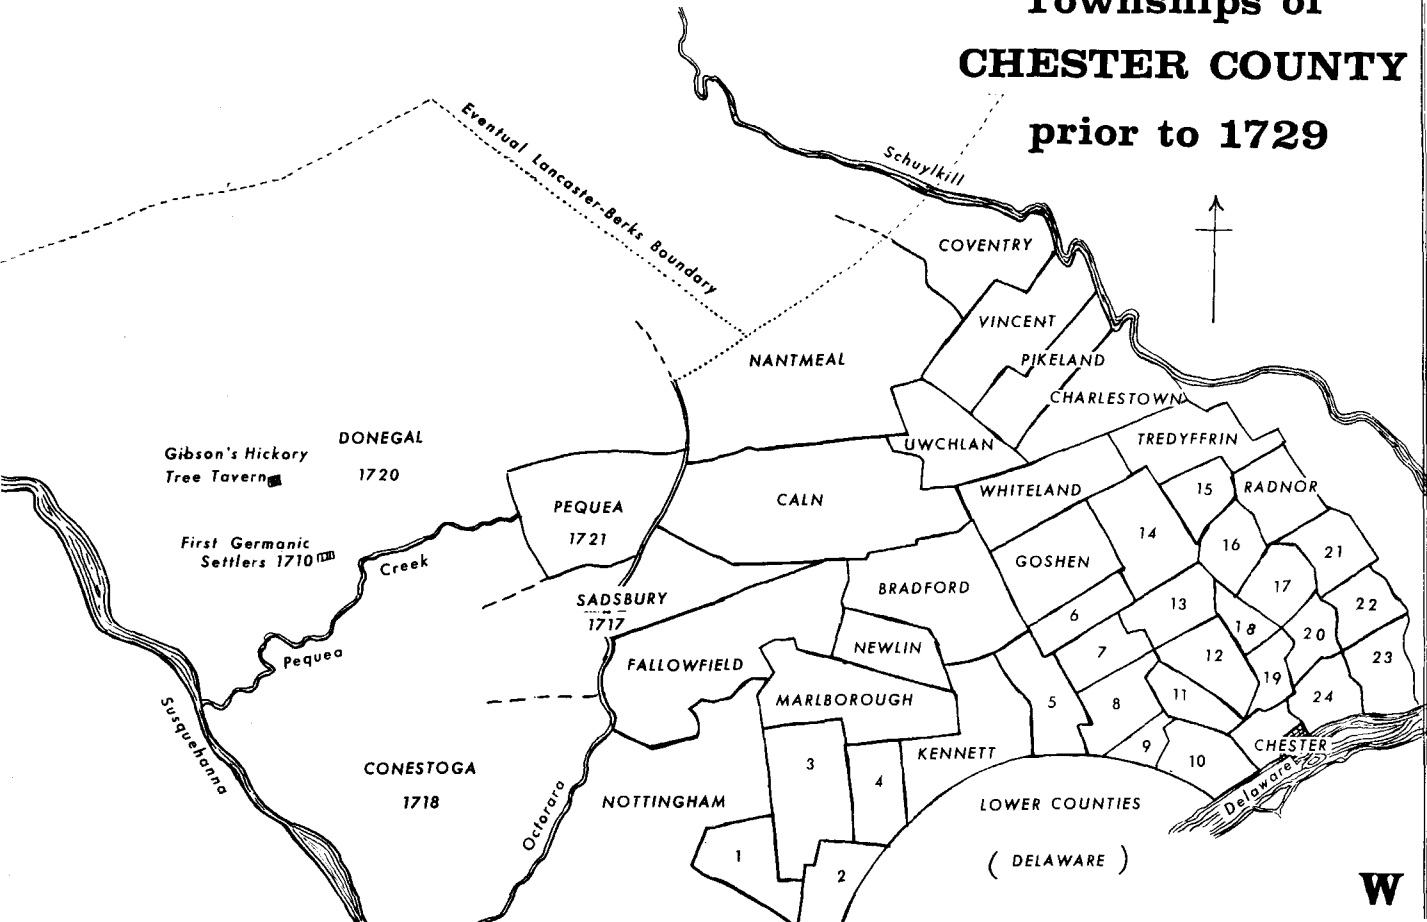 Townships of
CHESTER COUNTY
prior to 1729
Schuylkill
Eventual Lancaster-Berks Boundary
COVENTRY
VINCENT
NANTMEAL
PIKELAND
CHARLESTOWN
DONEGAL
1720
Gibson's Hickory
Tree Tavern
UWCHLAN
TREDYFFRIN
PEQUEA
1721
CALN
WHITELAND
15
RADNOR
First Germanic
Settlers 1710
Creek
14
16
21
GOSHEN
SADSBURY
1717
BRADFORD
6
13
17
22
18
20
Pequea
FALLOWFIELD
NEWLIN
7
12
23
19
Susquehanna
MARLBOROUGH
5
8
11
24
CONESTOGA
1718
KENNETT
9
10
CHESTER
3
4
NOTTINGHAM
Octorara
LOWER COUNTIES
Delaware
1
2
( DELAWARE )
W